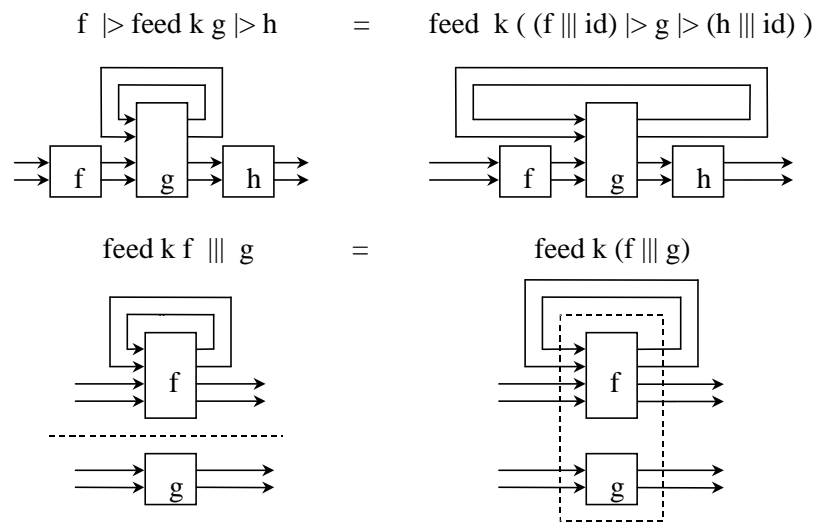 f |> feed k g |> h = feed k ( (f ||| id) |> g |> (h ||| id) )
f g h f g h
feed k f ||| g = feed k (f ||| g)
f f
g g